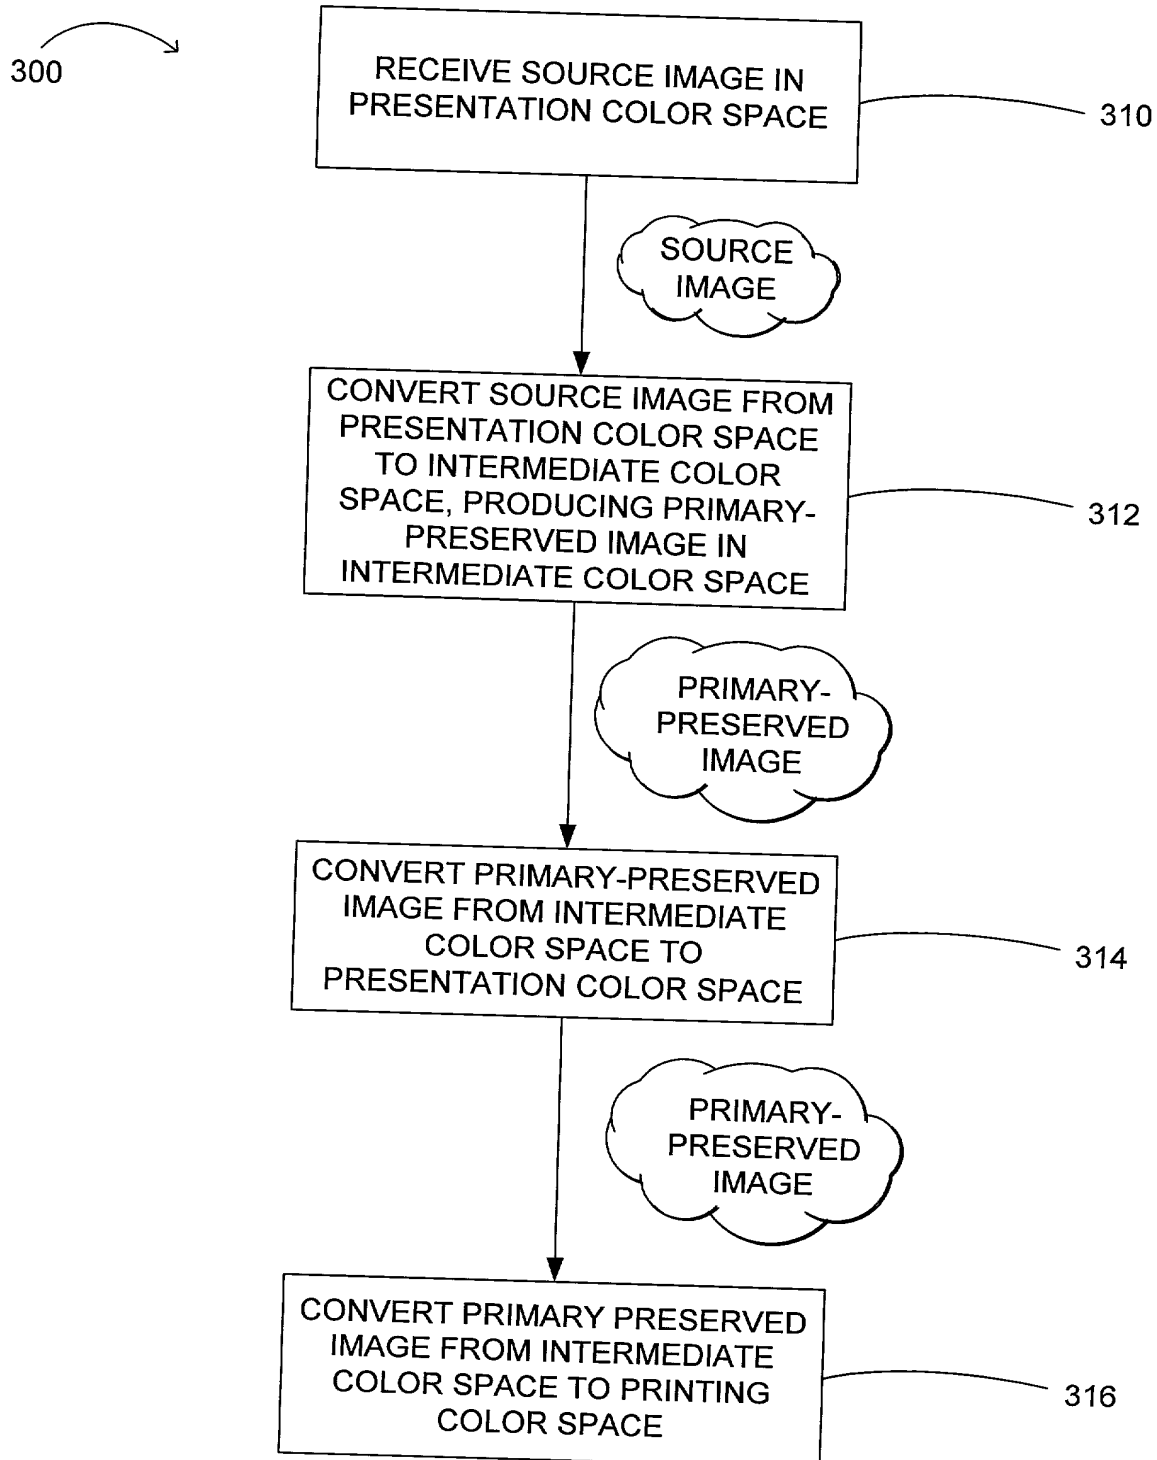 300
RECEIVE SOURCE IMAGE IN
PRESENTATION COLOR SPACE
310
SOURCE
IMAGE
CONVERT SOURCE IMAGE FROM
PRESENTATION COLOR SPACE
TO INTERMEDIATE COLOR
SPACE, PRODUCING PRIMARY-
PRESERVED IMAGE IN
INTERMEDIATE COLOR SPACE
312
PRIMARY-
PRESERVED
IMAGE
CONVERT PRIMARY-PRESERVED
IMAGE FROM INTERMEDIATE
COLOR SPACE TO
PRESENTATION COLOR SPACE
314
PRIMARY-
PRESERVED
IMAGE
CONVERT PRIMARY PRESERVED
IMAGE FROM INTERMEDIATE
COLOR SPACE TO PRINTING
COLOR SPACE
316